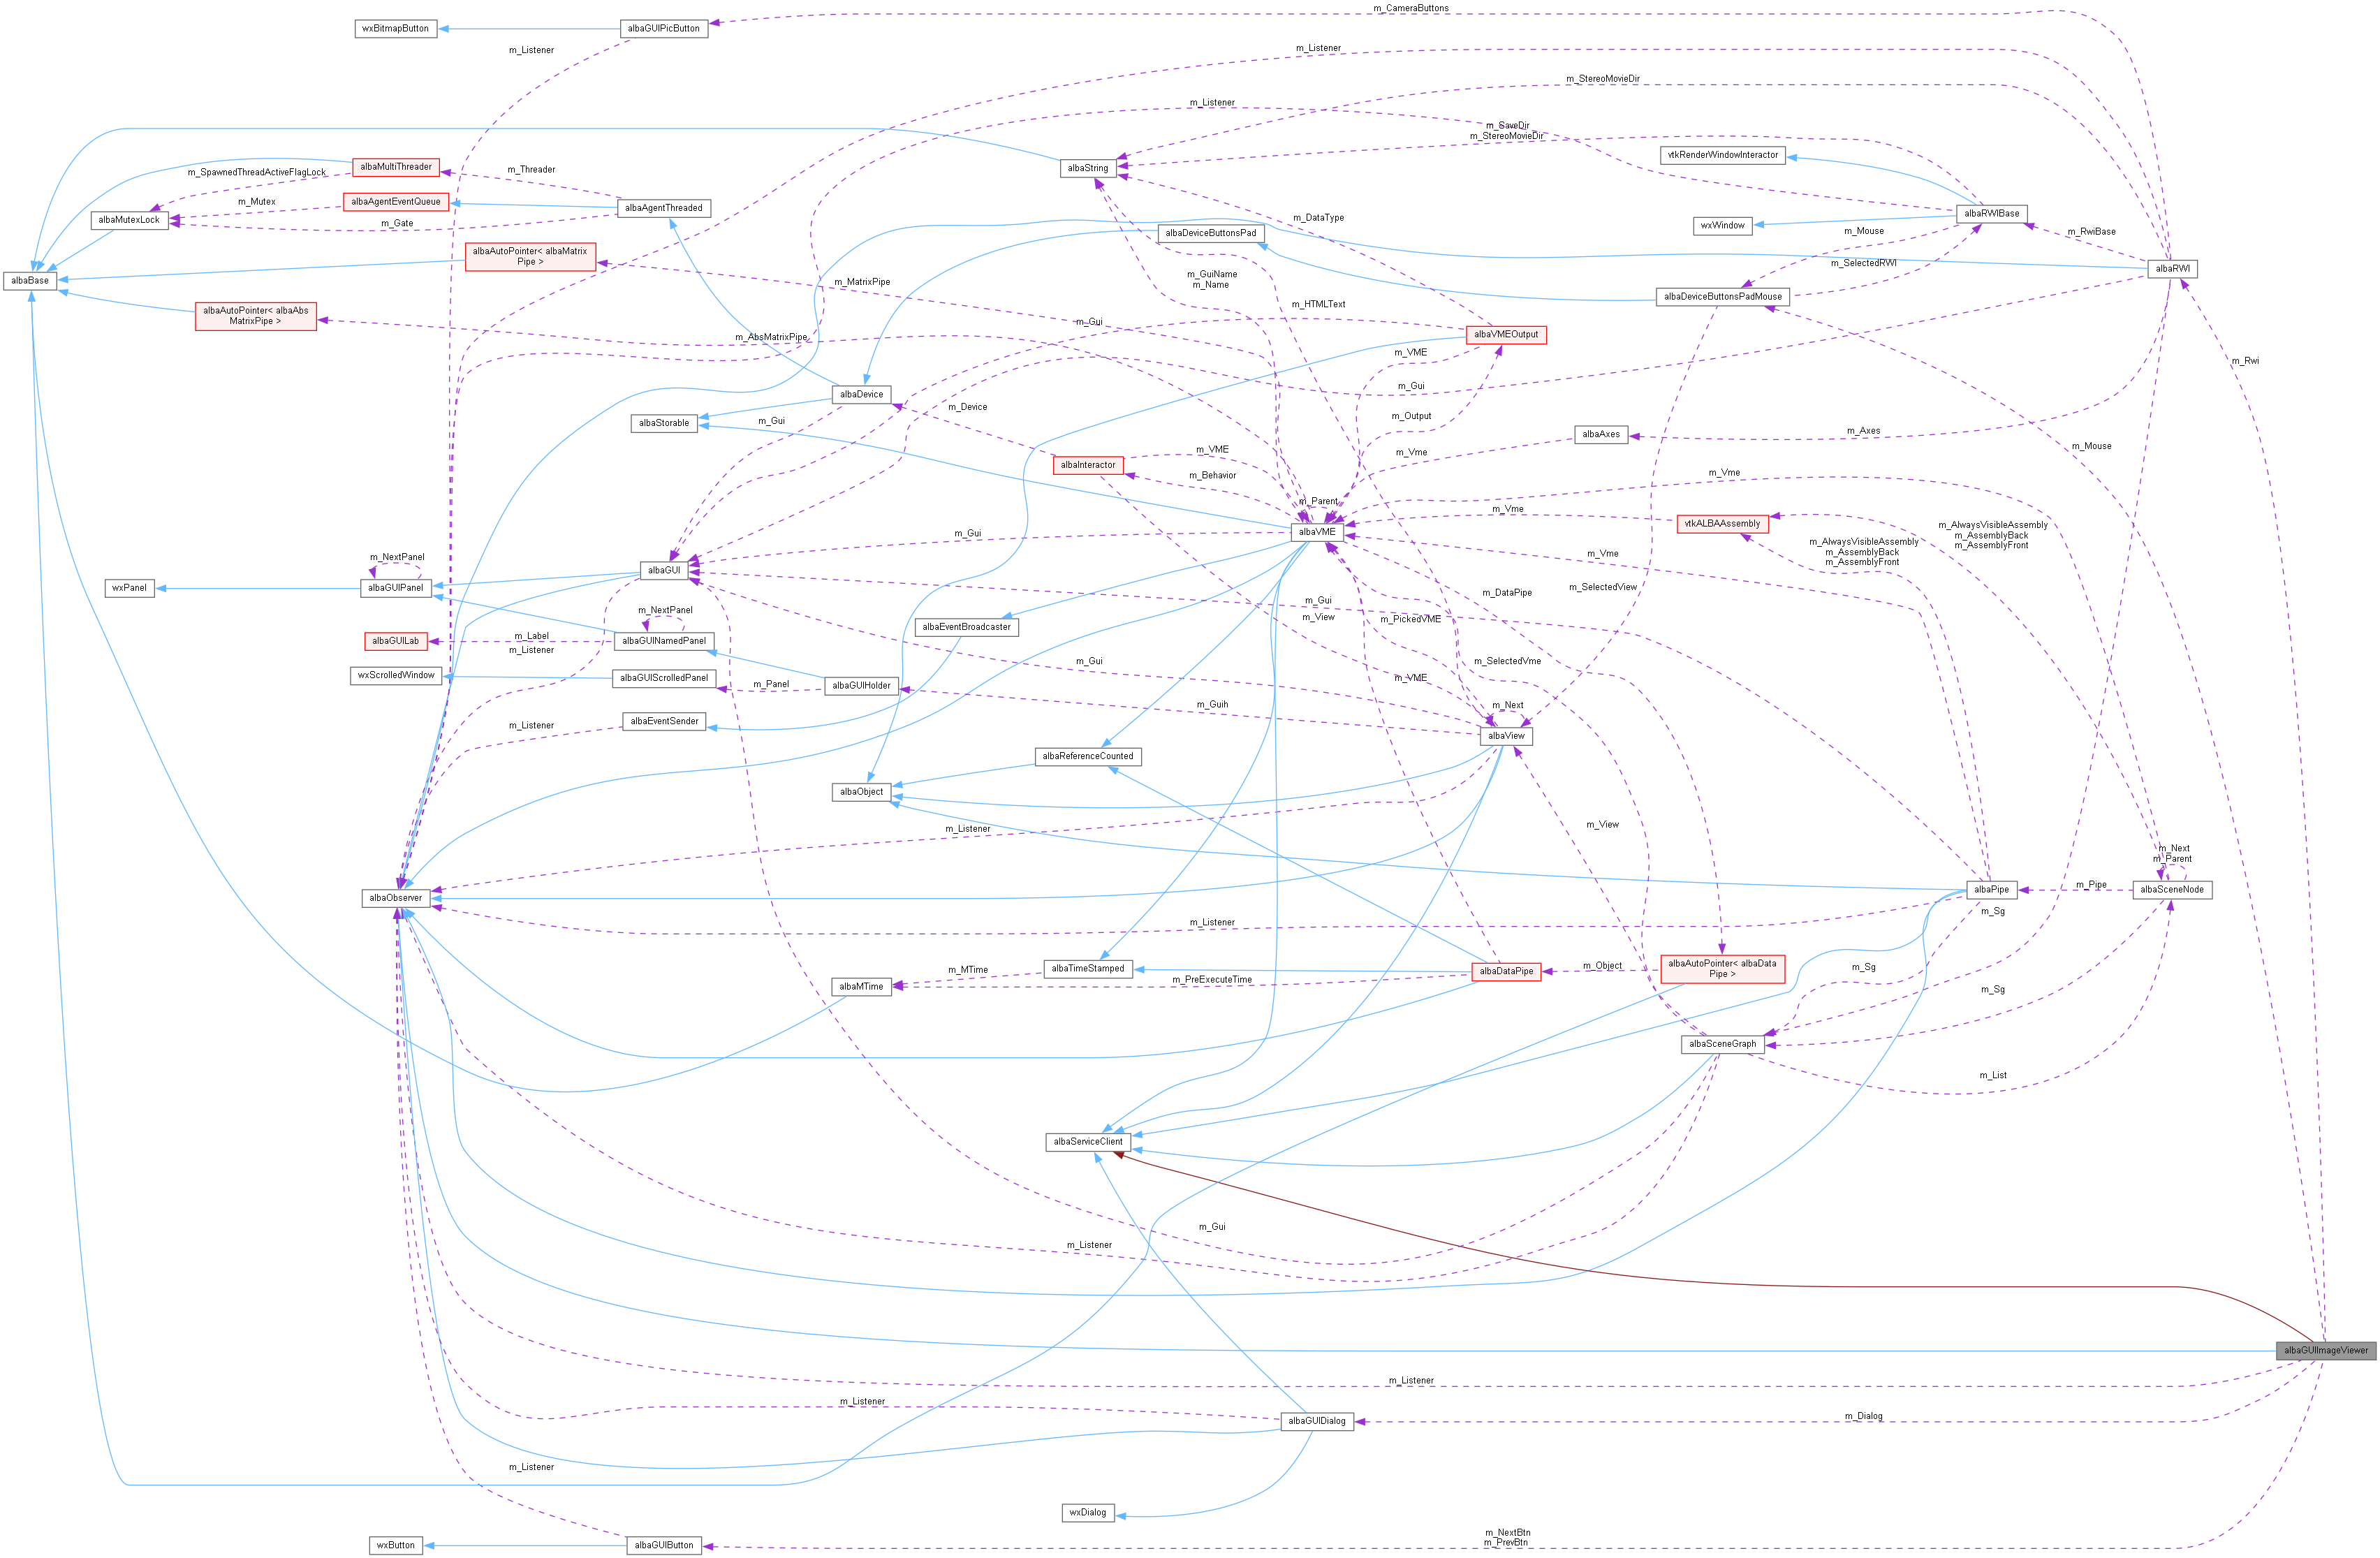 m_CameraButtons
wxBitmapButton
albaGUIPicButton
m_Listener
m_Listener
m_StereoMovieDir
m_Listener
m_SaveDir
m_StereoMovieDir
vtkRenderWindowInteractor
albaString
albaMultiThreader
m_Threader
m_SpawnedThreadActiveFlagLock
albaAgentEventQueue
m_Mutex
albaAgentThreaded
albaMutexLock
m_Gate
m_DataType
albaRWIBase
wxWindow
albaDeviceButtonsPad
m_Mouse
m_RwiBase
albaAutoPointer< albaMatrix
Pipe >
m_SelectedRWI
albaRWI
albaBase
m_MatrixPipe
m_GuiName
m_Name
albaDeviceButtonsPadMouse
m_HTMLText
albaAutoPointer< albaAbs
MatrixPipe >
m_Gui
m_AbsMatrixPipe
albaVMEOutput
m_VME
m_Rwi
m_Gui
albaDevice
m_Device
m_Output
albaStorable
m_Gui
albaAxes
m_Axes
m_VME
m_Vme
m_Mouse
albaInteractor
m_Behavior
m_Vme
m_Parent
m_Vme
vtkALBAAssembly
albaVME
m_Gui
m_AlwaysVisibleAssembly
m_AssemblyBack
m_AssemblyFront
m_AlwaysVisibleAssembly
m_AssemblyBack
m_AssemblyFront
m_NextPanel
m_Vme
albaGUI
wxPanel
albaGUIPanel
m_SelectedView
m_DataPipe
m_Gui
m_NextPanel
m_View
m_PickedVME
albaEventBroadcaster
albaGUILab
m_Label
albaGUINamedPanel
m_Listener
m_Gui
m_SelectedVme
wxScrolledWindow
albaGUIScrolledPanel
m_Panel
albaGUIHolder
m_VME
m_Guih
m_Next
albaEventSender
m_Listener
albaView
albaReferenceCounted
albaObject
m_View
m_Listener
m_Next
m_Parent
albaObserver
albaPipe
m_Pipe
albaSceneNode
m_Sg
m_Listener
albaTimeStamped
m_MTime
albaMTime
m_PreExecuteTime
albaDataPipe
m_Object
albaAutoPointer< albaData
Pipe >
m_Sg
m_Sg
albaSceneGraph
m_List
albaServiceClient
m_Gui
m_Listener
albaGUIImageViewer
m_Listener
m_Listener
albaGUIDialog
m_Dialog
m_Listener
wxDialog
m_NextBtn
m_PrevBtn
wxButton
albaGUIButton